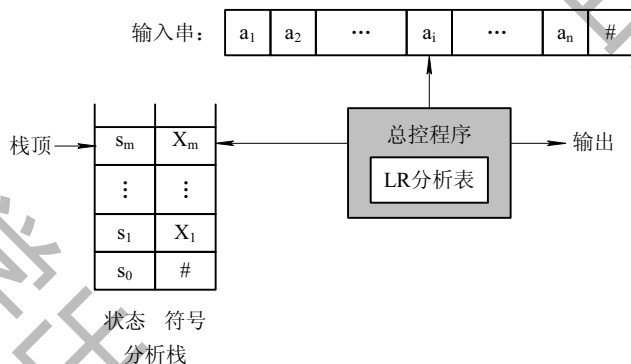 输入串： a1 a2 … ai … an #
总控程序
栈顶 sm Xm 输出
LR分析表
⋮ ⋮
s1 X1
s0 #
状态 符号
分析栈